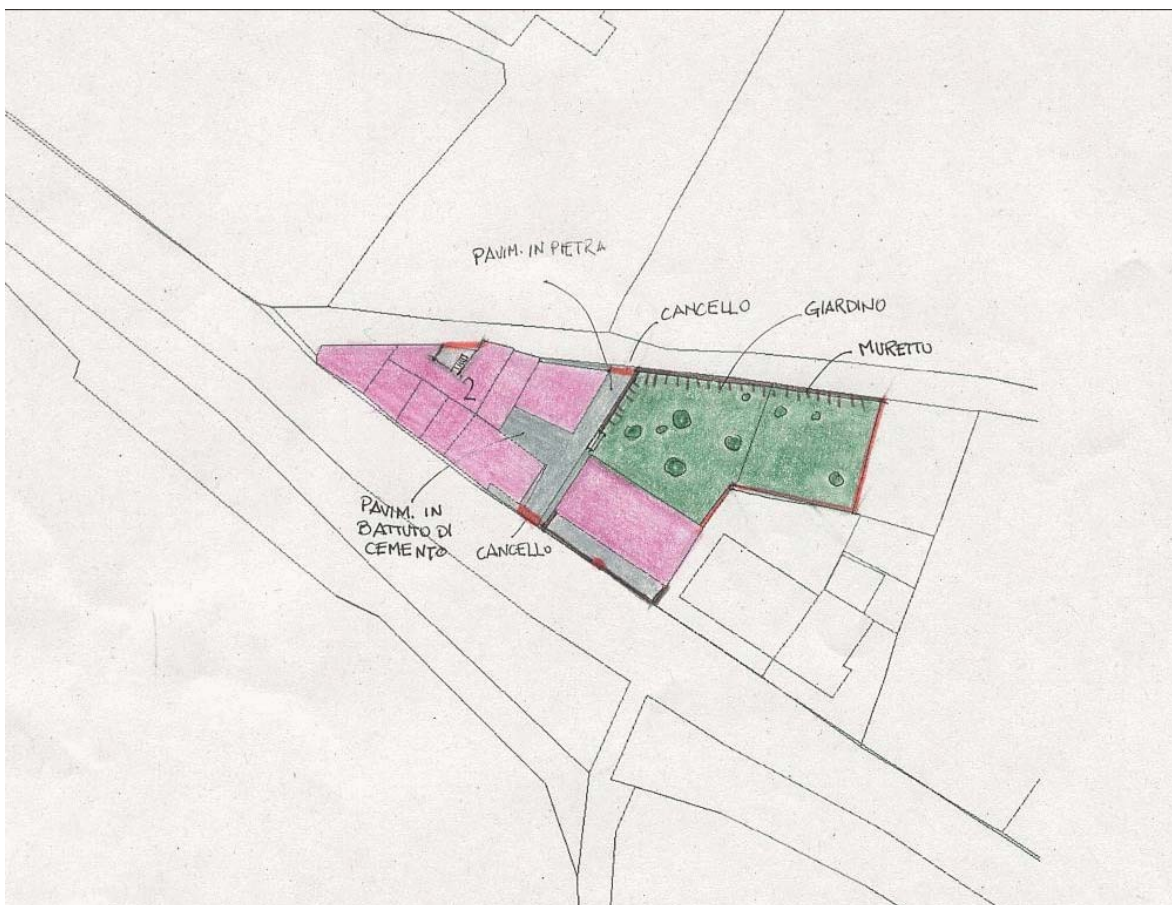 PAVIM. IN PIETRA
CANCELLO
GIARDINO
MURETTO
2
PAVIM. IN
BATTUTO DI
CEMENTO
CANCELLO